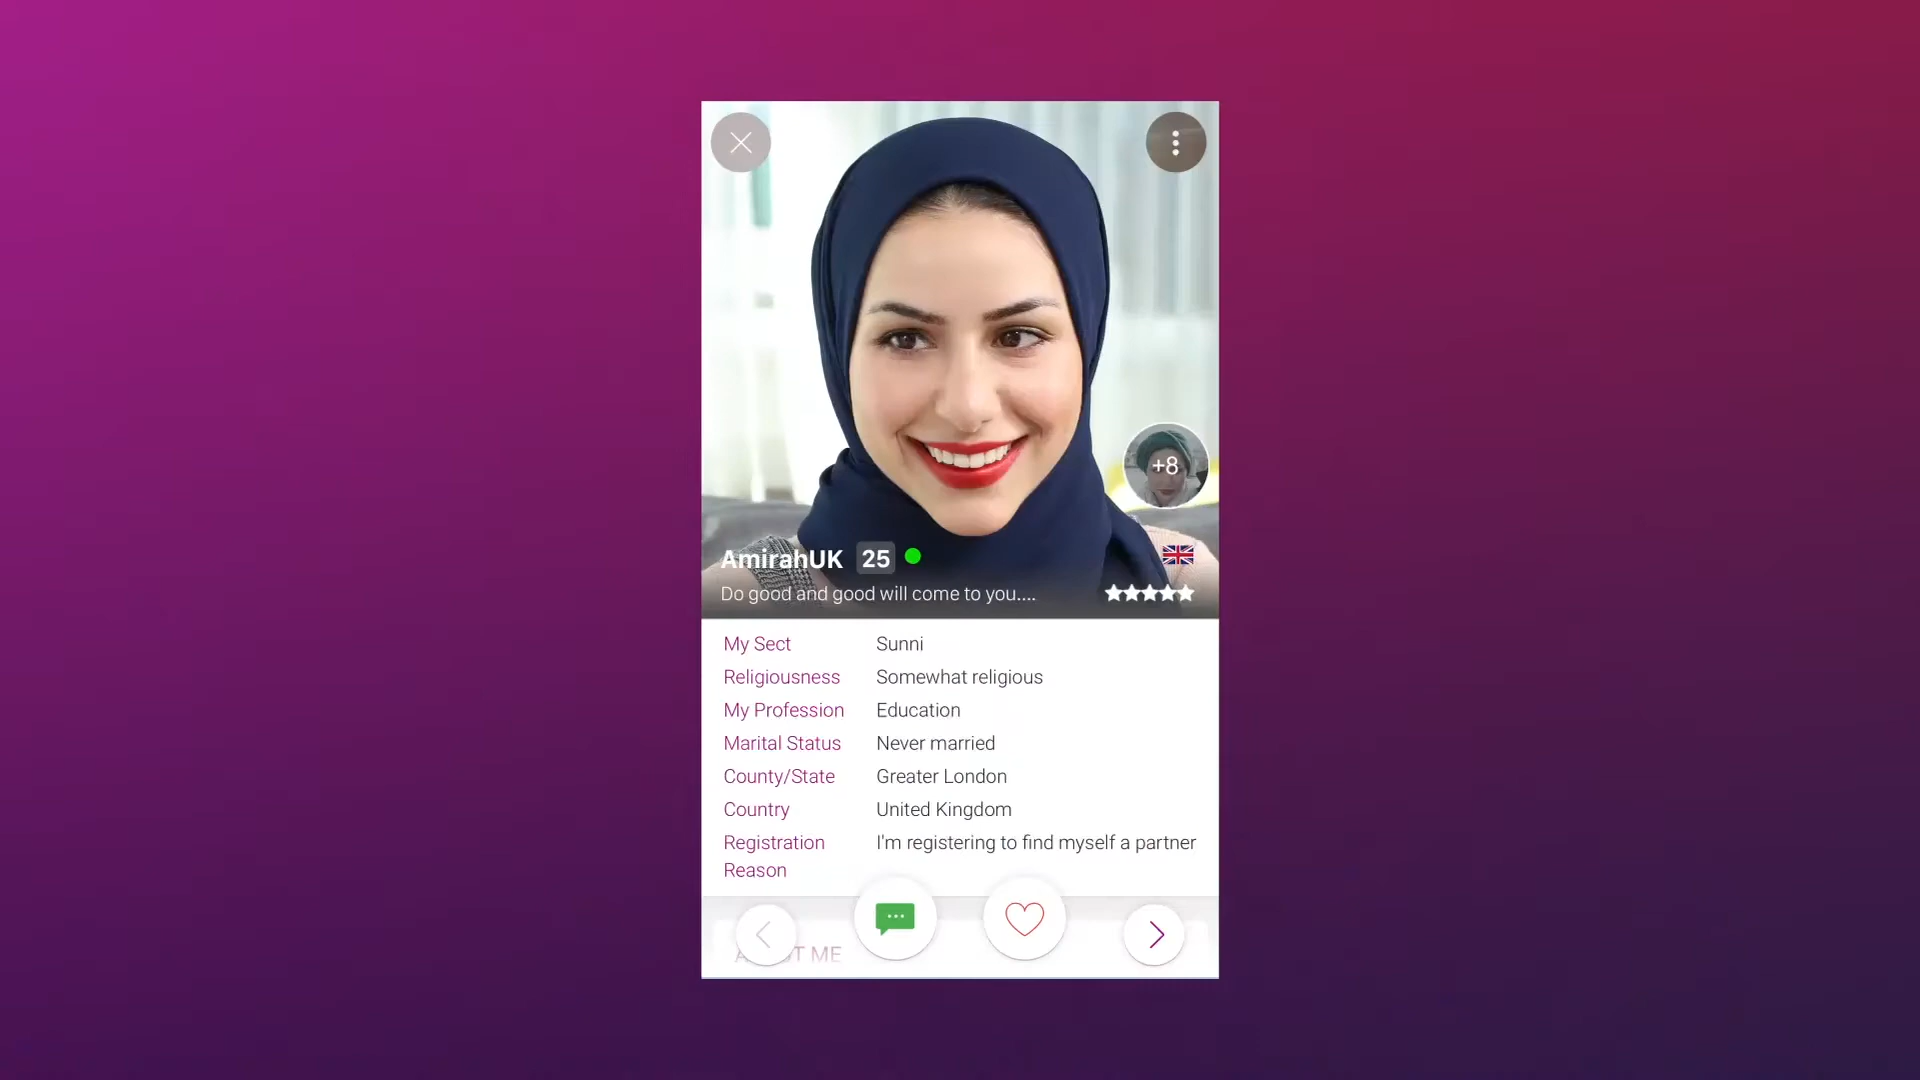 +8
AmirahUK 25
Do good and good will come to you....
My Sect Sunni
Religiousness Somewhat religious
My Profession Education
Marital Status Never married
County/State Greater London
Country United Kingdom
Registration I'm registering to find myself a partner
Reason
ME